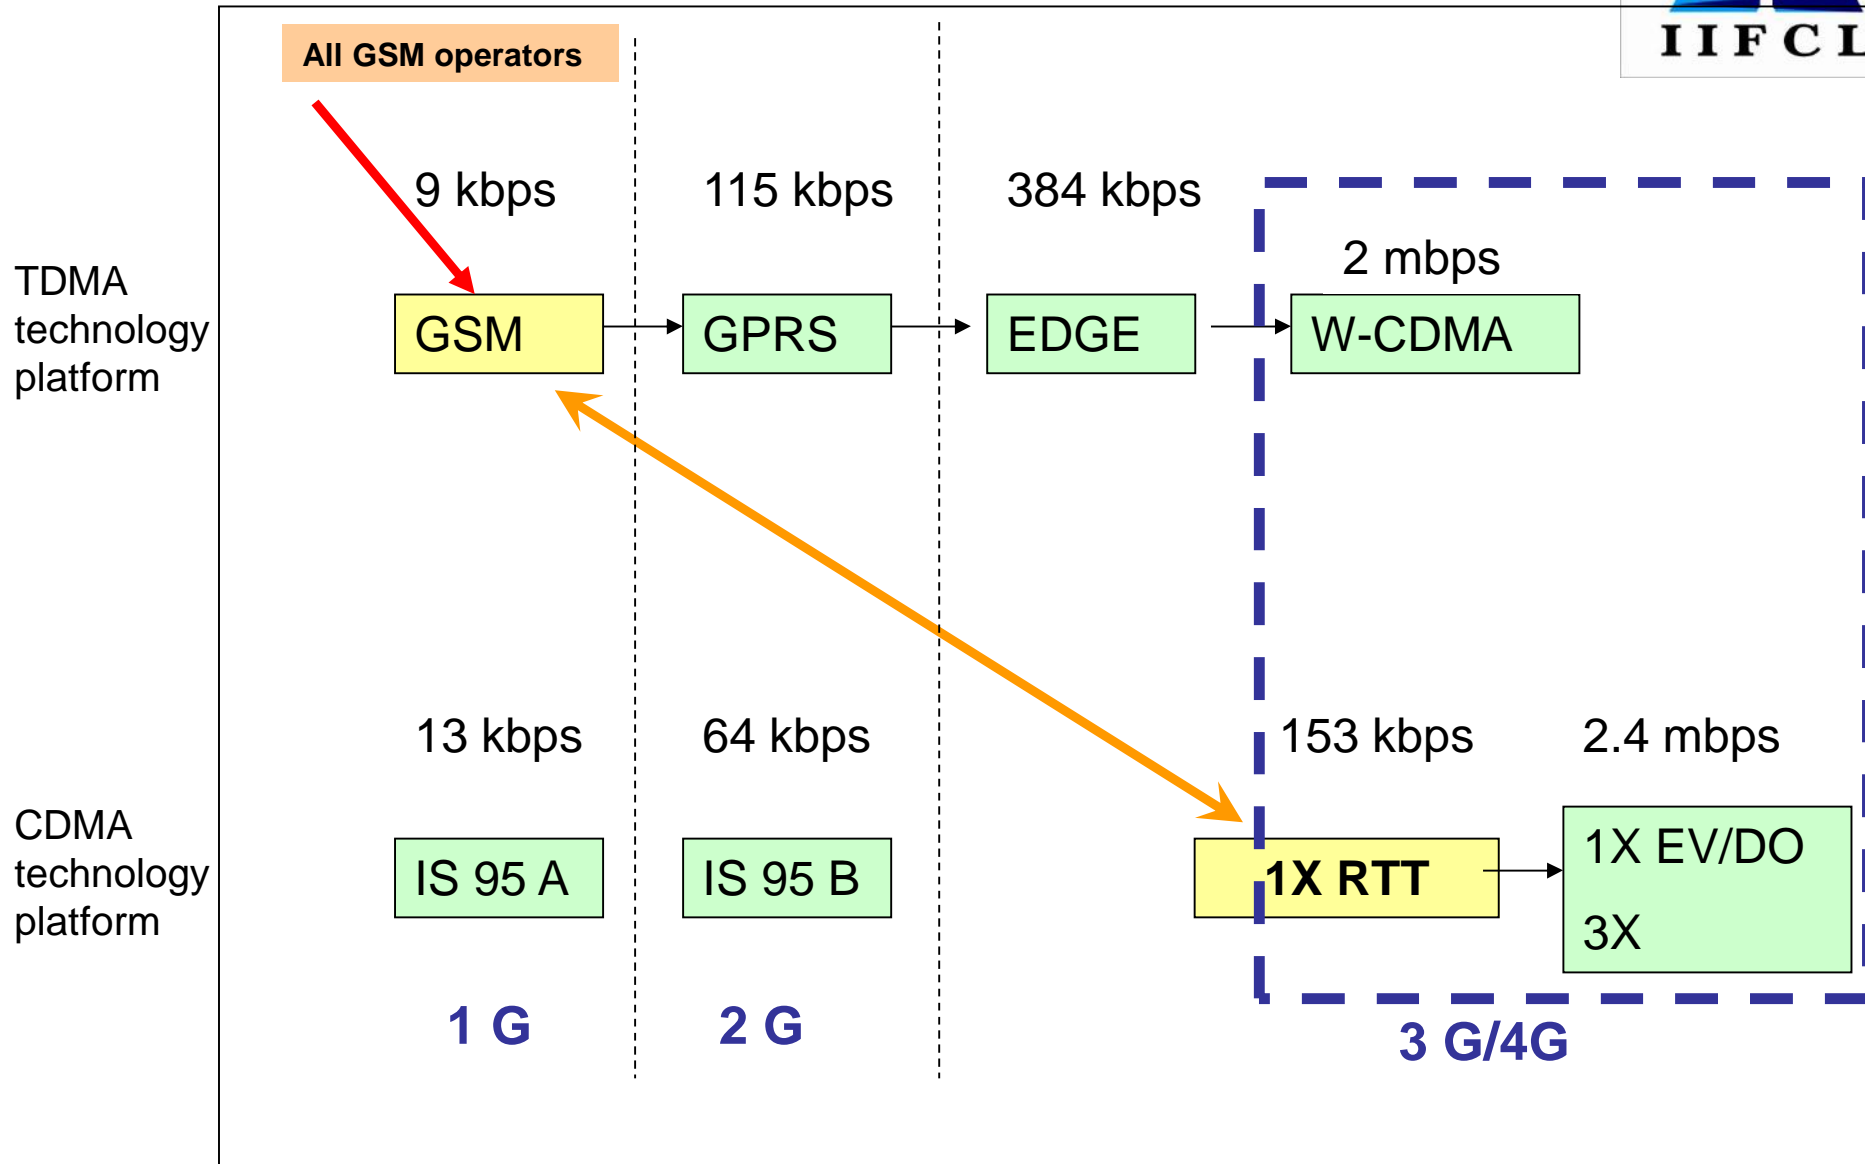 IIFCL
All GSM operators
9 kbps
115 kbps
384 kbps
2 mbps
TDMA
technology
platform
GSM
GPRS
EDGE
W-CDMA
13 kbps
64 kbps
153 kbps
2.4 mbps
CDMA
technology
platform
IS 95 A
IS 95 B
1X RTT
1X EV/DO
3X
1 G
2 G
3 G/4G